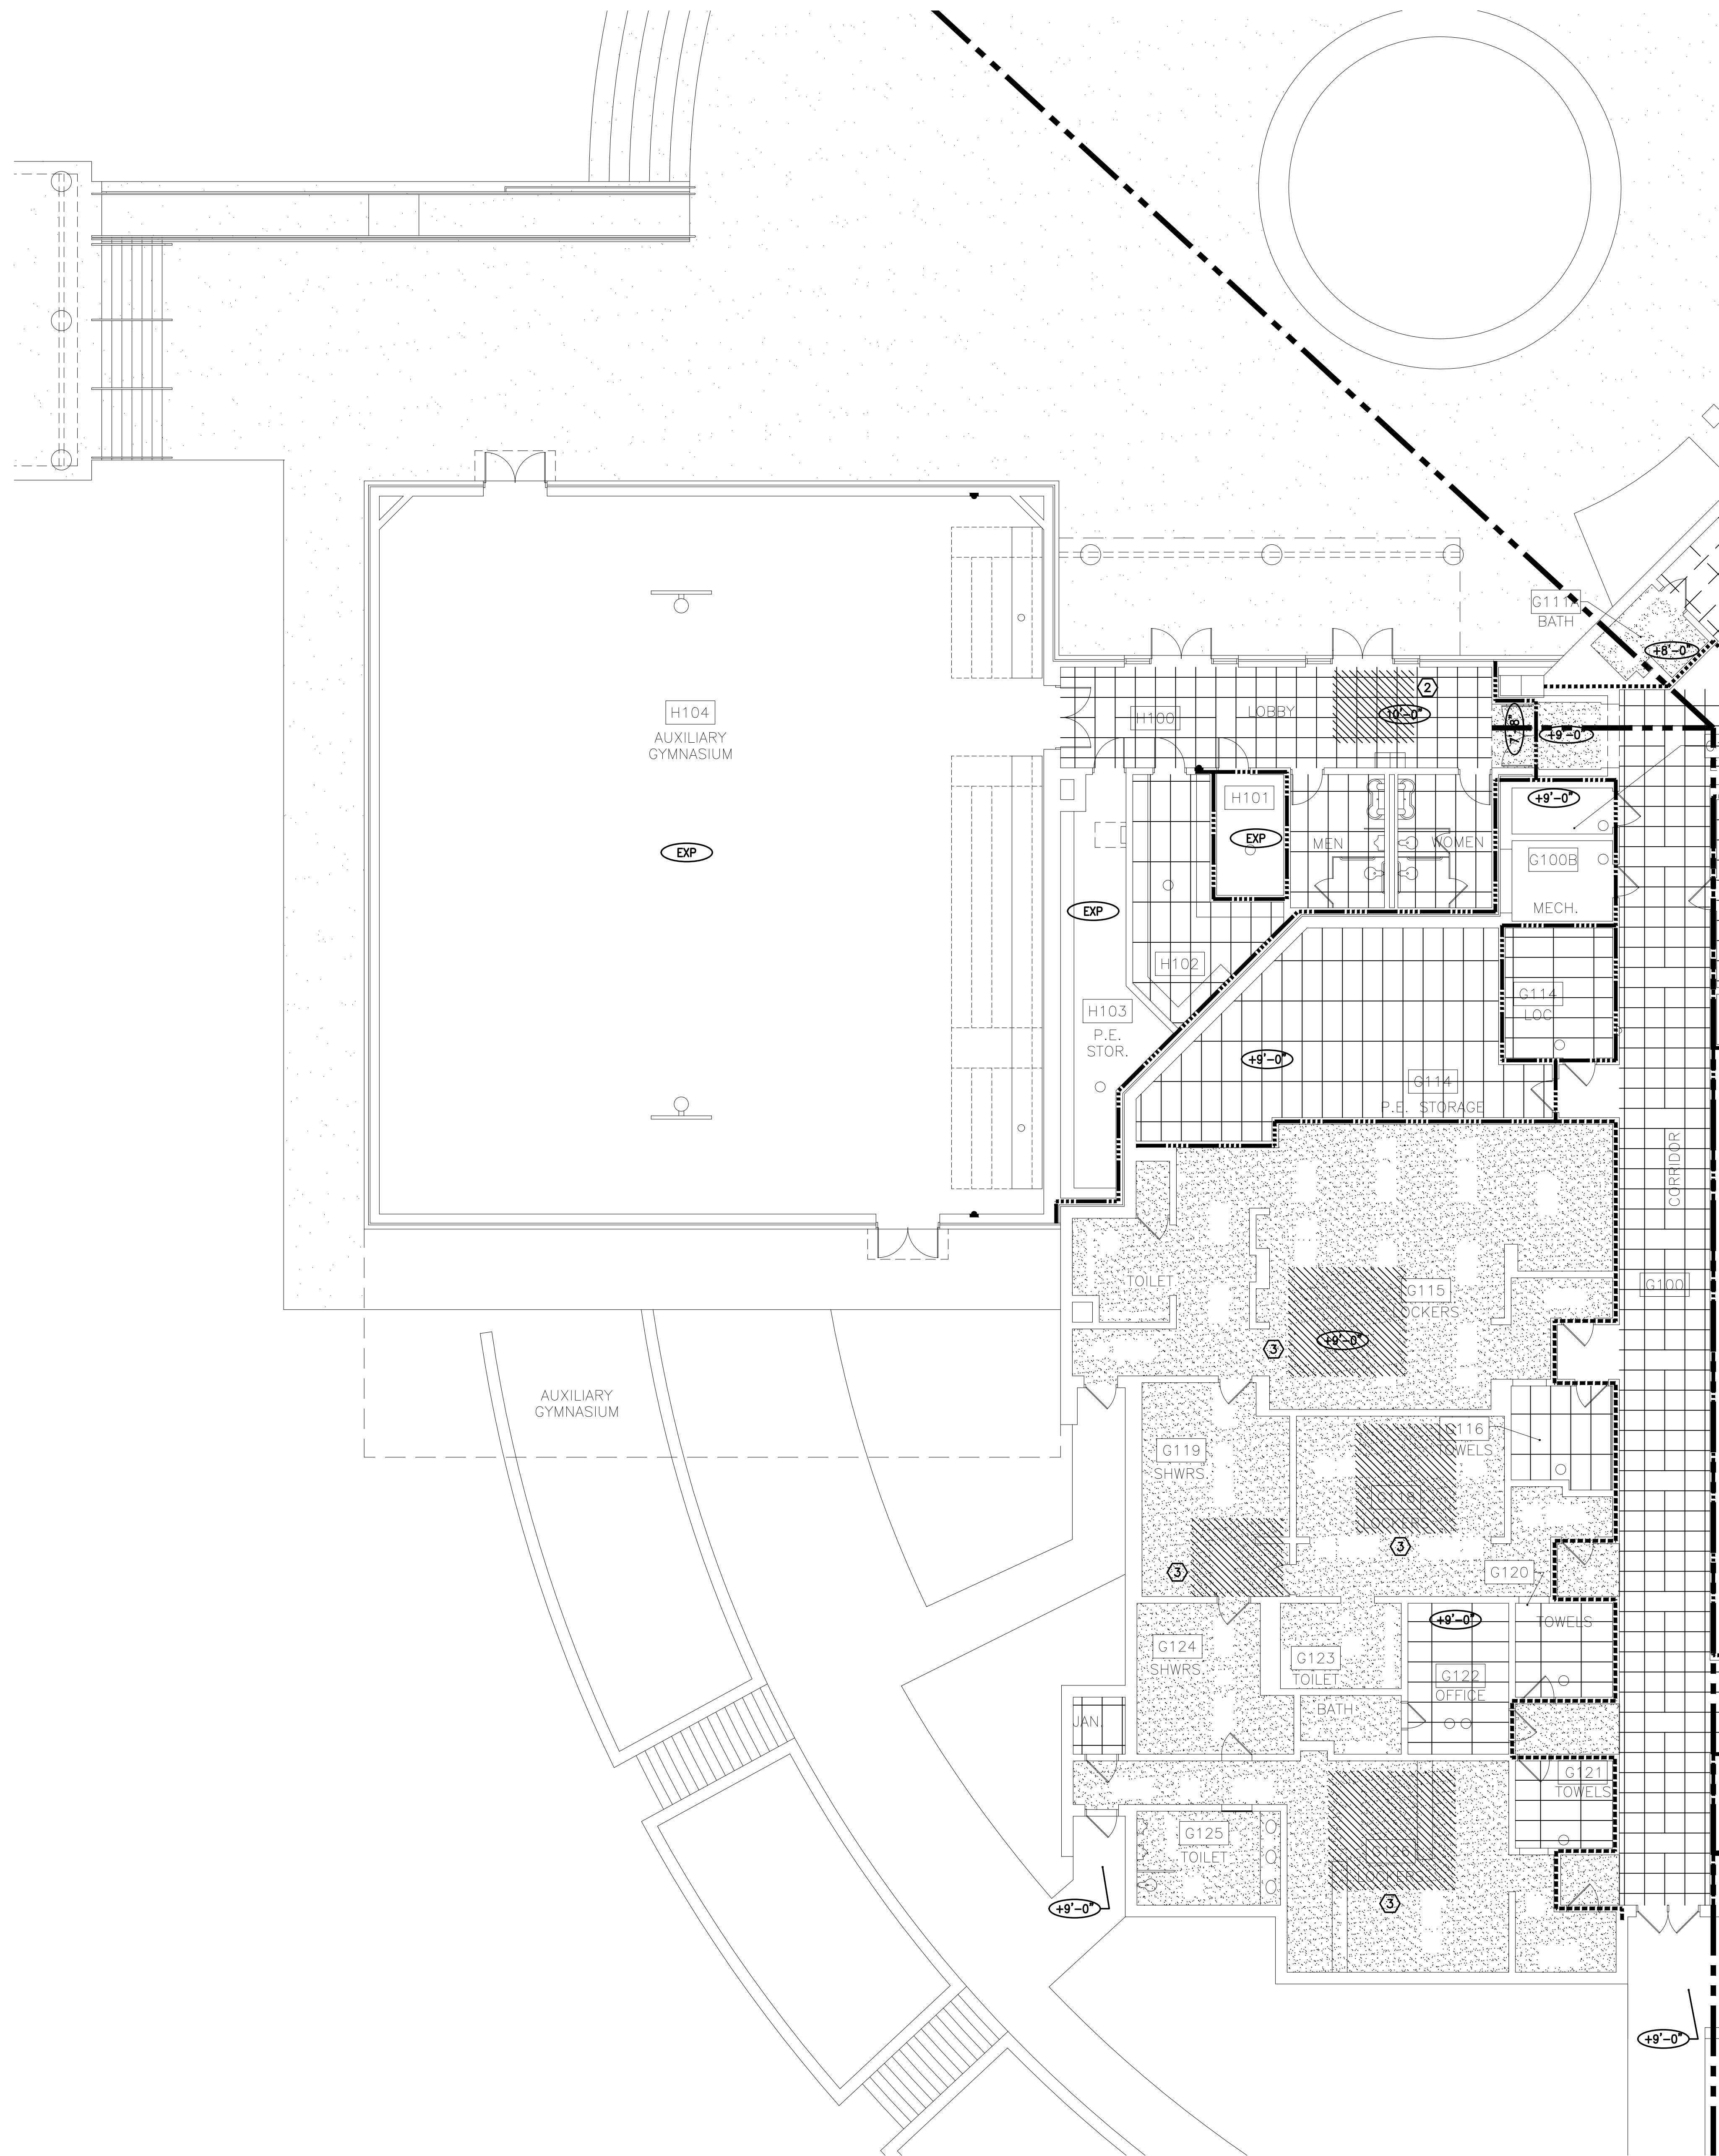 G111A
BATH
+8'-0"
2
H104
AUXILIARY
GYMNASIUM
H100
LOBBY
10'-0"
7'-8"
+9'-0"
H101
EXP
+9'-0"
MEN
WOMEN
G100B
EXP
MECH.
EXP
H102
G114
LOC
H103
P.E.
STOR.
+9'-0"
G114
P.E. STORAGE
CORRIDOR
TOILET
G115
LOCKERS
G100
+9'-0"
3
AUXILIARY
GYMNASIUM
G116
TOWELS
G119
SHWRS.
3
3
G120
+9'-0"
TOWELS
G124
SHWRS.
G123
TOILET
G122
OFFICE
BATH
JAN.
G121
TOWELS
G125
TOILET
3
+9'-0"
+9'-0"